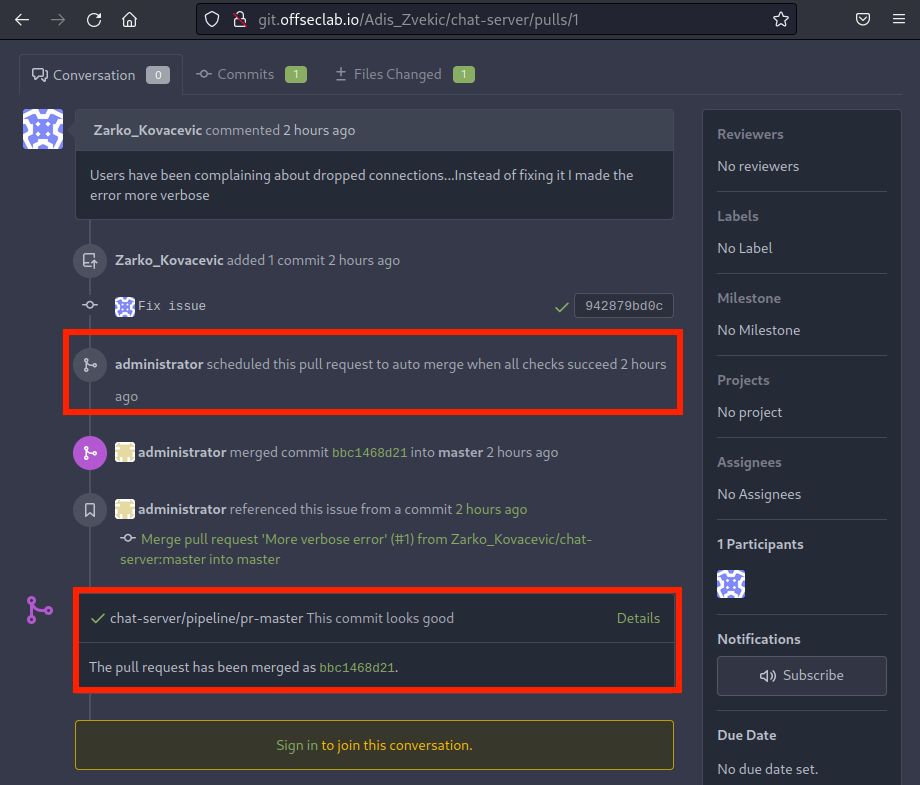 git.offseclab.io/Adis_Zvekic/chat-server/pulls/1
Conversation 0
Commits 1
Files Changed 1
Zarko_Kovacevic commented 2 hours ago
Users have been complaining about dropped connections...Instead of fixing it I made the
error more verbose
Zarko_Kovacevic added 1 commit 2 hours ago
Fix issue
942879bd0c
administrator scheduled this pull request to auto merge when all checks succeed 2 hours
ago
administrator merged commit bbc1468d21 into master 2 hours ago
administrator referenced this issue from a commit 2 hours ago
Merge pull request 'More verbose error' (#1) from Zarko_Kovacevic/chat-
server:master into master
chat-server/pipeline/pr-master This commit looks good
Details
The pull request has been merged as bbc1468d21.
Sign in to join this conversation.
Reviewers
No reviewers
Labels
No Label
Milestone
No Milestone
Projects
No project
Assignees
No Assignees
1 Participants
Notifications
Subscribe
Due Date
No due date set.